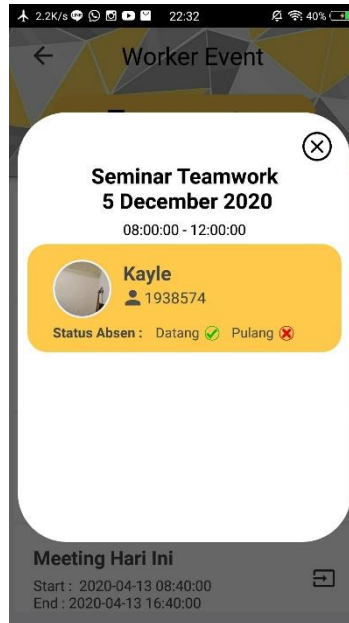 2.2K/s 22:32 40%
Worker Event
Seminar Teamwork
5 December 2020
08:00:00 - 12:00:00
Kayle
1938574
Status Absen : Datang Pulang
Meeting Hari Ini
Start : 2020-04-13 08:40:00
End : 2020-04-13 16:40:00